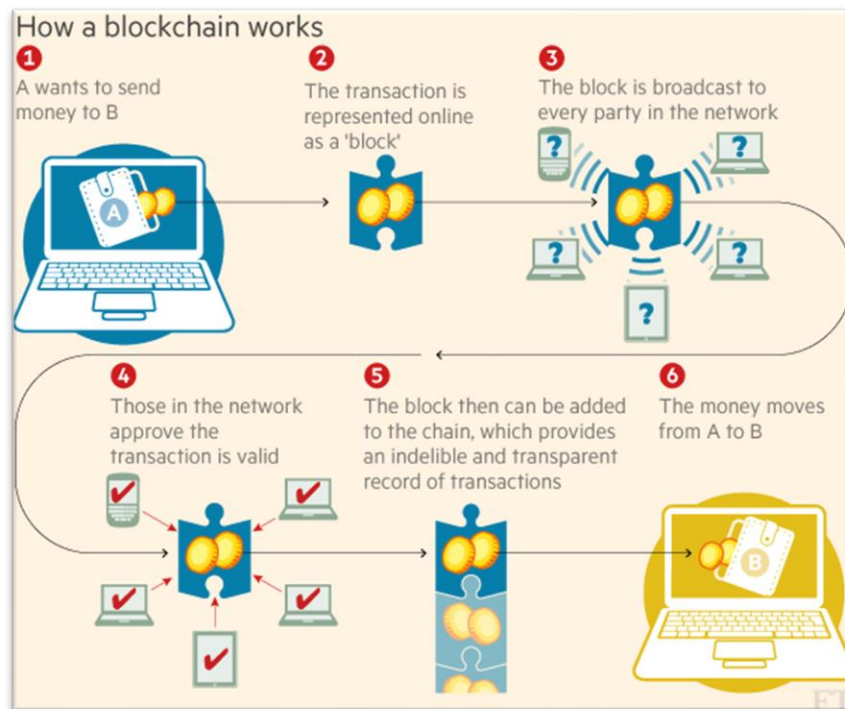 How a blockchain works
1
A wants to send
money to B
2
The transaction is
represented online
as a 'block'
3
The block is broadcast to
every party in the network
A
?
?
?
?
?
4
Those in the network
approve the
transaction is valid
5
The block then can be added
to the chain, which provides
an indelible and transparent
record of transactions
6
The money moves
from A to B
B